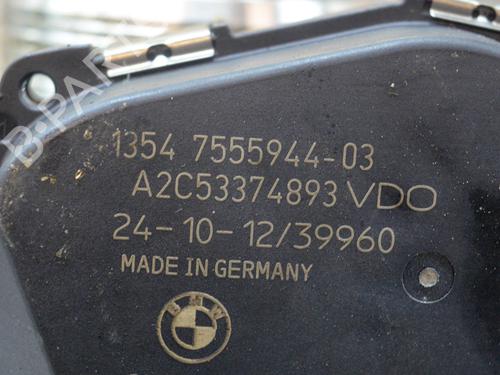 B-PARTS
1354 7555944-03
A2C53374893 VDO
24-10-12/39960
MADE IN GERMANY
BMW